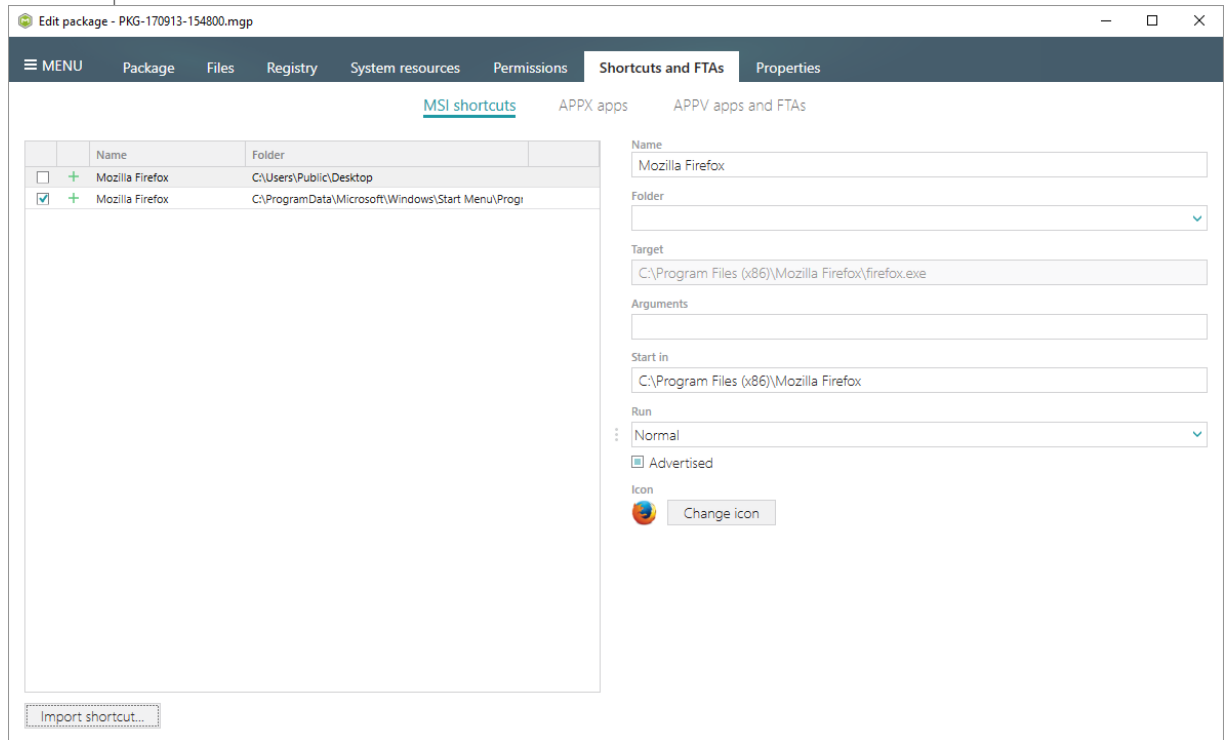 Edit package - PKG-170913-154800.mgp
≡ MENU Package Files Registry System resources Permissions Shortcuts and FTAs Properties
MSI shortcuts APPX apps APPV apps and FTAs
Name Folder
Mozilla Firefox C:\Users\Public\Desktop
Mozilla Firefox C:\ProgramData\Microsoft\Windows\Start Menu\Progr
Name
Mozilla Firefox
Folder
Target
C:\Program Files (x86)\Mozilla Firefox\firefox.exe
Arguments
Start in
C:\Program Files (x86)\Mozilla Firefox
Run
Normal
Advertised
Icon
Change icon
Import shortcut...